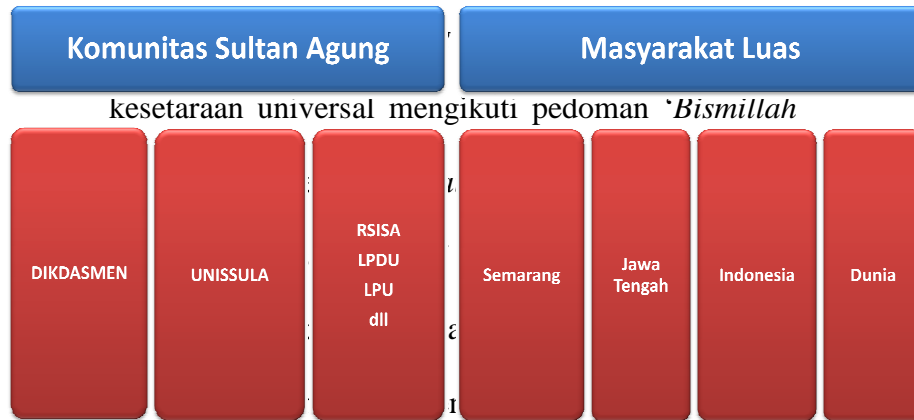 Komunitas Sultan Agung
Masyarakat Luas
kesetaraan universal mengikuti pedoman ‘Bismillah
DIKDASMEN
UNISSULA
RSISA
LPDU
LPU
dll
Semarang
Jawa
Tengah
Indonesia
Dunia